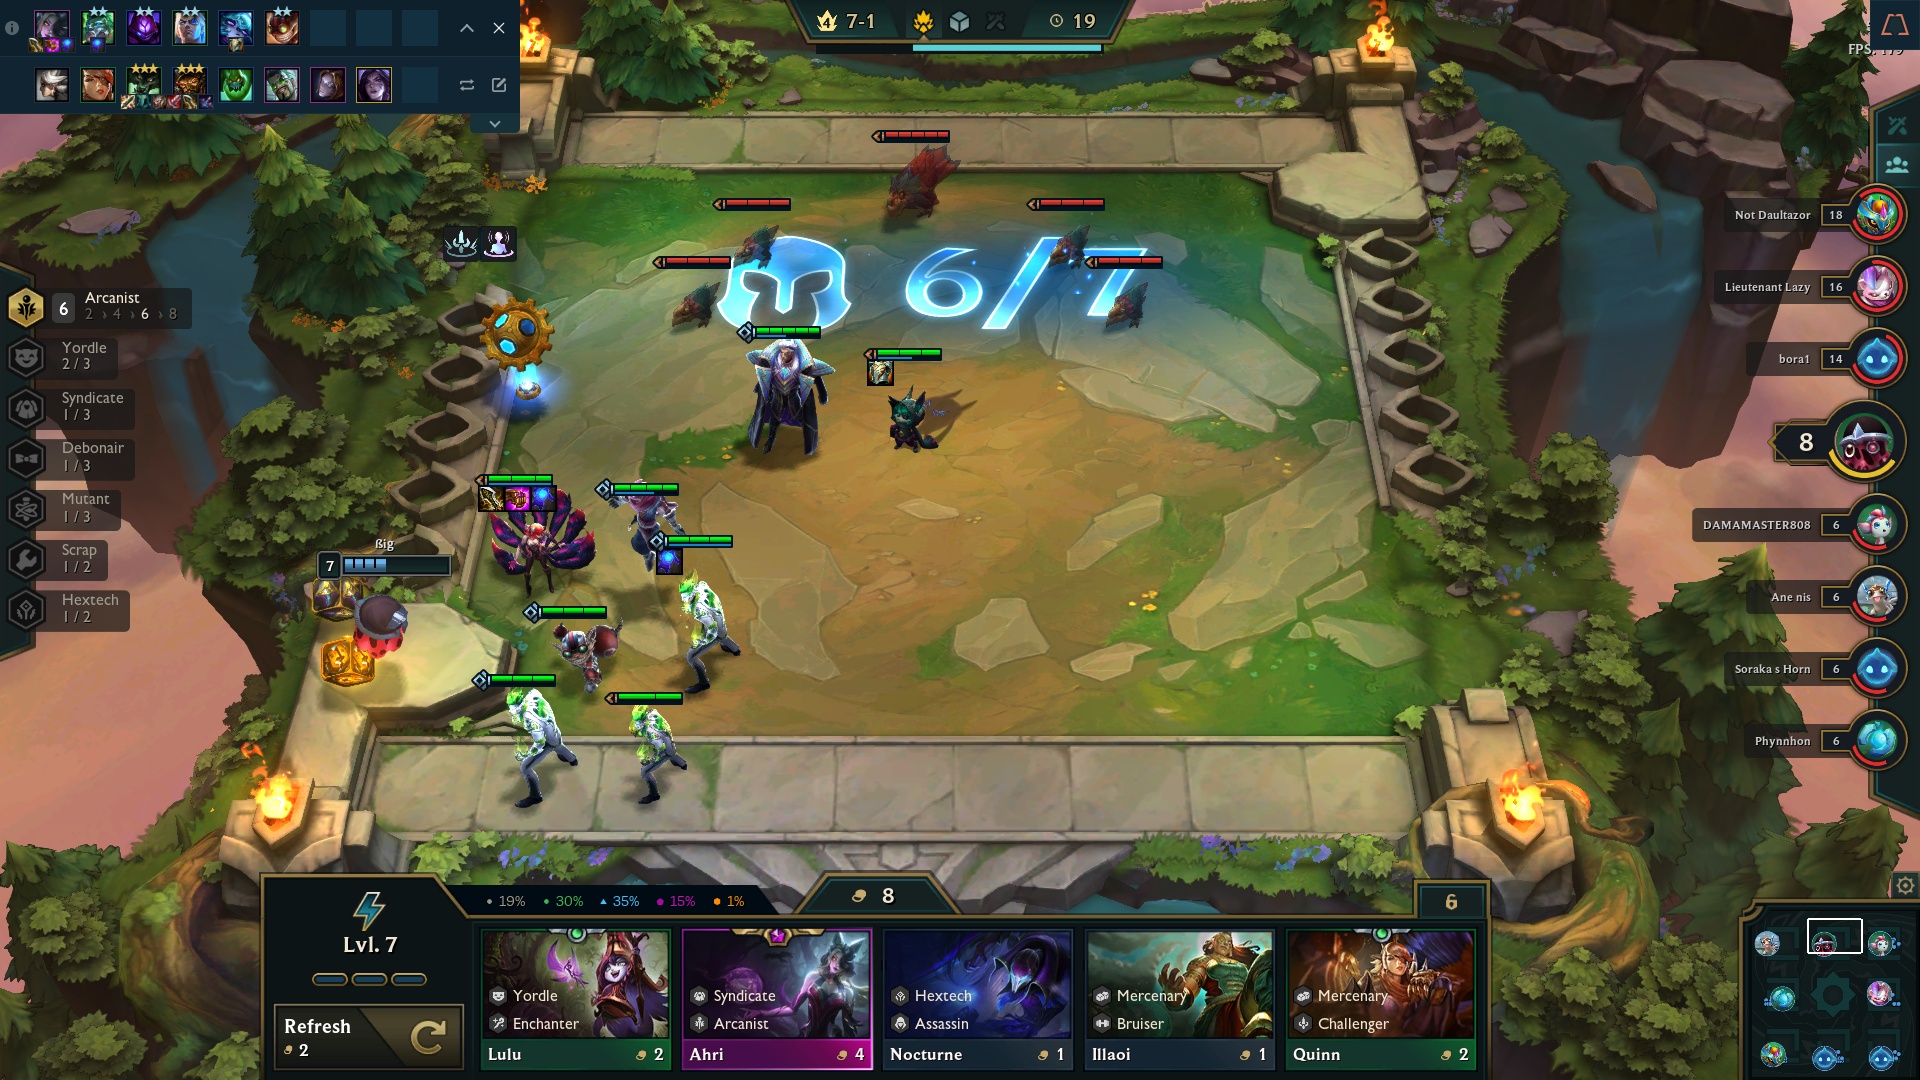 7-1
19
FPS:
6/7
6
Arcanist
2 › 4 › 6 › 8
Yordle
2 / 3
Syndicate
1 / 3
Debonair
1 / 3
Mutant
1 / 3
Scrap
1 / 2
Hextech
1 / 2
ßig
7
Not Daultazor
18
Lieutenant Lazy
16
bora1
14
8
DAMAMASTER808
6
Ane nis
6
Soraka s Horn
6
Phynnhon
6
19%
30%
35%
15%
1%
8
6
Lvl. 7
Refresh
2
Yordle
Enchanter
Lulu
2
Syndicate
Arcanist
Ahri
4
Hextech
Assassin
Nocturne
1
Mercenary
Bruiser
Illaoi
1
Mercenary
Challenger
Quinn
2